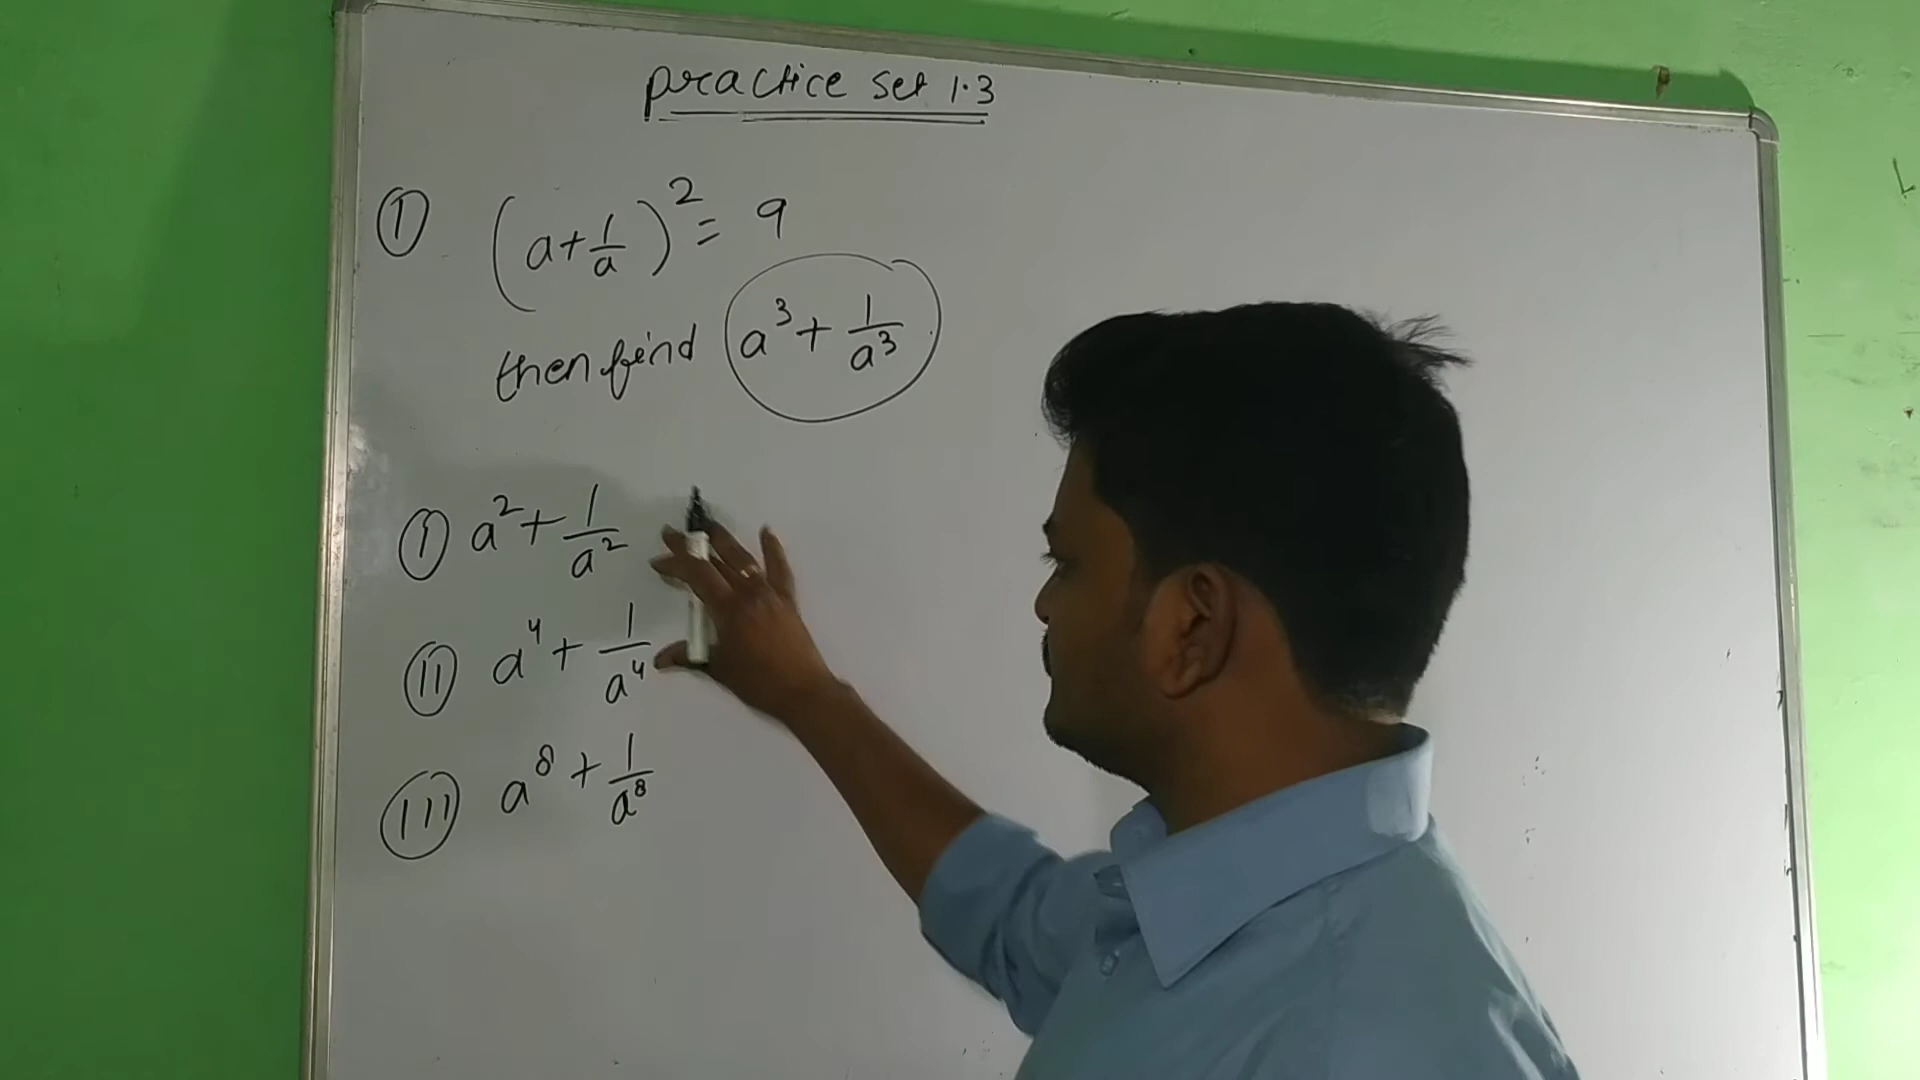 practice set 1.3
① (a + 1/a)² = 9
then find a³ + 1/a³
Ⓘ a² + 1/a²
(II) a⁴ + 1/a⁴
(III) a⁸ + 1/a⁸